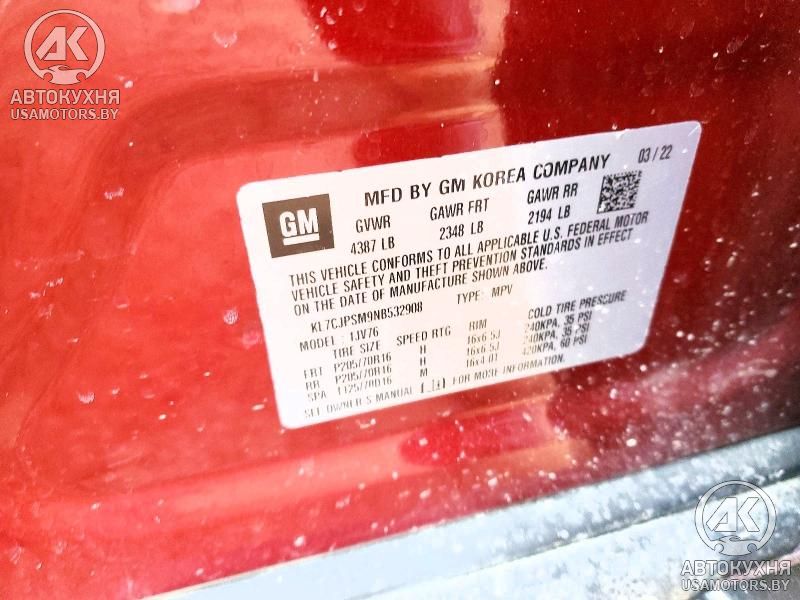 АК
АВТОКУХНЯ
USAMOTORS.BY
GM
MFD BY GM KOREA COMPANY 03 / 22
GVWR GAWR FRT GAWR RR
4387 LB 2348 LB 2194 LB
THIS VEHICLE CONFORMS TO ALL APPLICABLE U.S. FEDERAL MOTOR
VEHICLE SAFETY AND THEFT PREVENTION STANDARDS IN EFFECT
ON THE DATE OF MANUFACTURE SHOWN ABOVE.
KL7CJPSM9NB532908 TYPE: MPV
MODEL: 1JV76
TIRE SIZE SPEED RTG RIM COLD TIRE PRESSURE
FRT P205/70R16 H 16x6.5J 240KPA, 35 PSI
RR P205/70R16 H 16x6.5J 240KPA, 35 PSI
SPA T125/70D16 M 16x4.0T 420KPA, 60 PSI
SEE OWNER'S MANUAL FOR MORE INFORMATION.
АК
АВТОКУХНЯ
USAMOTORS.BY